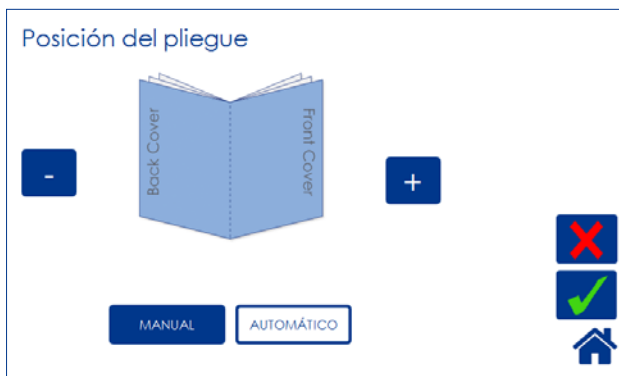 Posición del pliegue
Back Cover
Front Cover
-
+
MANUAL
AUTOMÁTICO